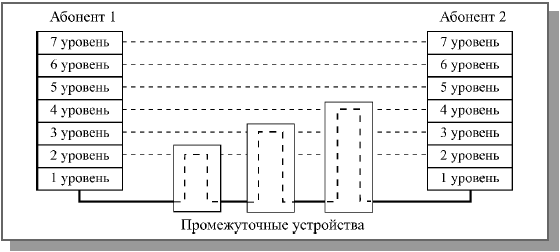 Абонент 1
7 уровень
6 уровень
5 уровень
4 уровень
3 уровень
2 уровень
1 уровень
Абонент 2
7 уровень
6 уровень
5 уровень
4 уровень
3 уровень
2 уровень
1 уровень
Промежуточные устройства